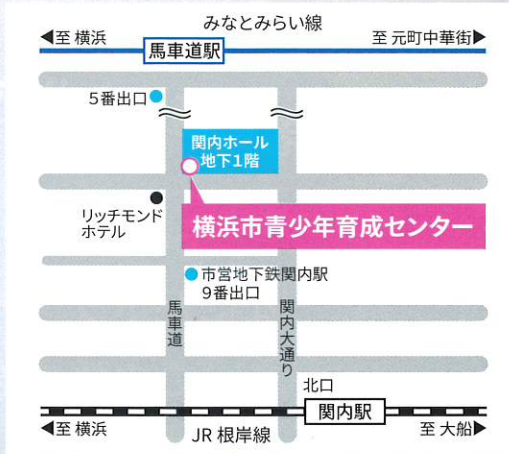 みなとみらい線
◀至 横浜
至 元町中華街▶
馬車道駅
5番出口
関内ホール
地下1階
リッチモンド
ホテル
横浜市青少年育成センター
市営地下鉄関内駅
9番出口
馬車道
関内大通り
北口
関内駅
◀至 横浜
JR 根岸線
至 大船▶